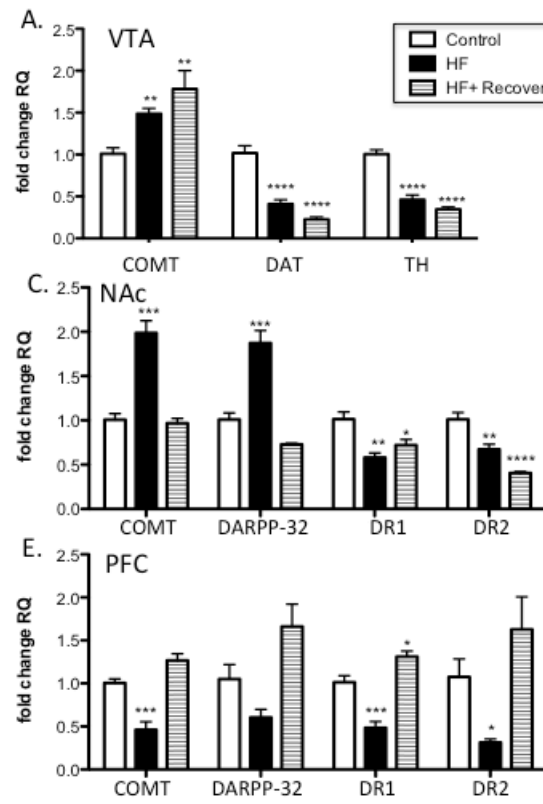 A.
VTA
Control
HF
HF+ Recover
fold change RQ
2.5
2.0
1.5
1.0
0.5
0.0
**
**
****
****
****
****
COMT DAT TH
C.
NAc
fold change RQ
2.5
2.0
1.5
1.0
0.5
0.0
***
***
**
*
**
****
COMT DARPP-32 DR1 DR2
E.
PFC
fold change RQ
2.5
2.0
1.5
1.0
0.5
0.0
***
***
*
*
COMT DARPP-32 DR1 DR2